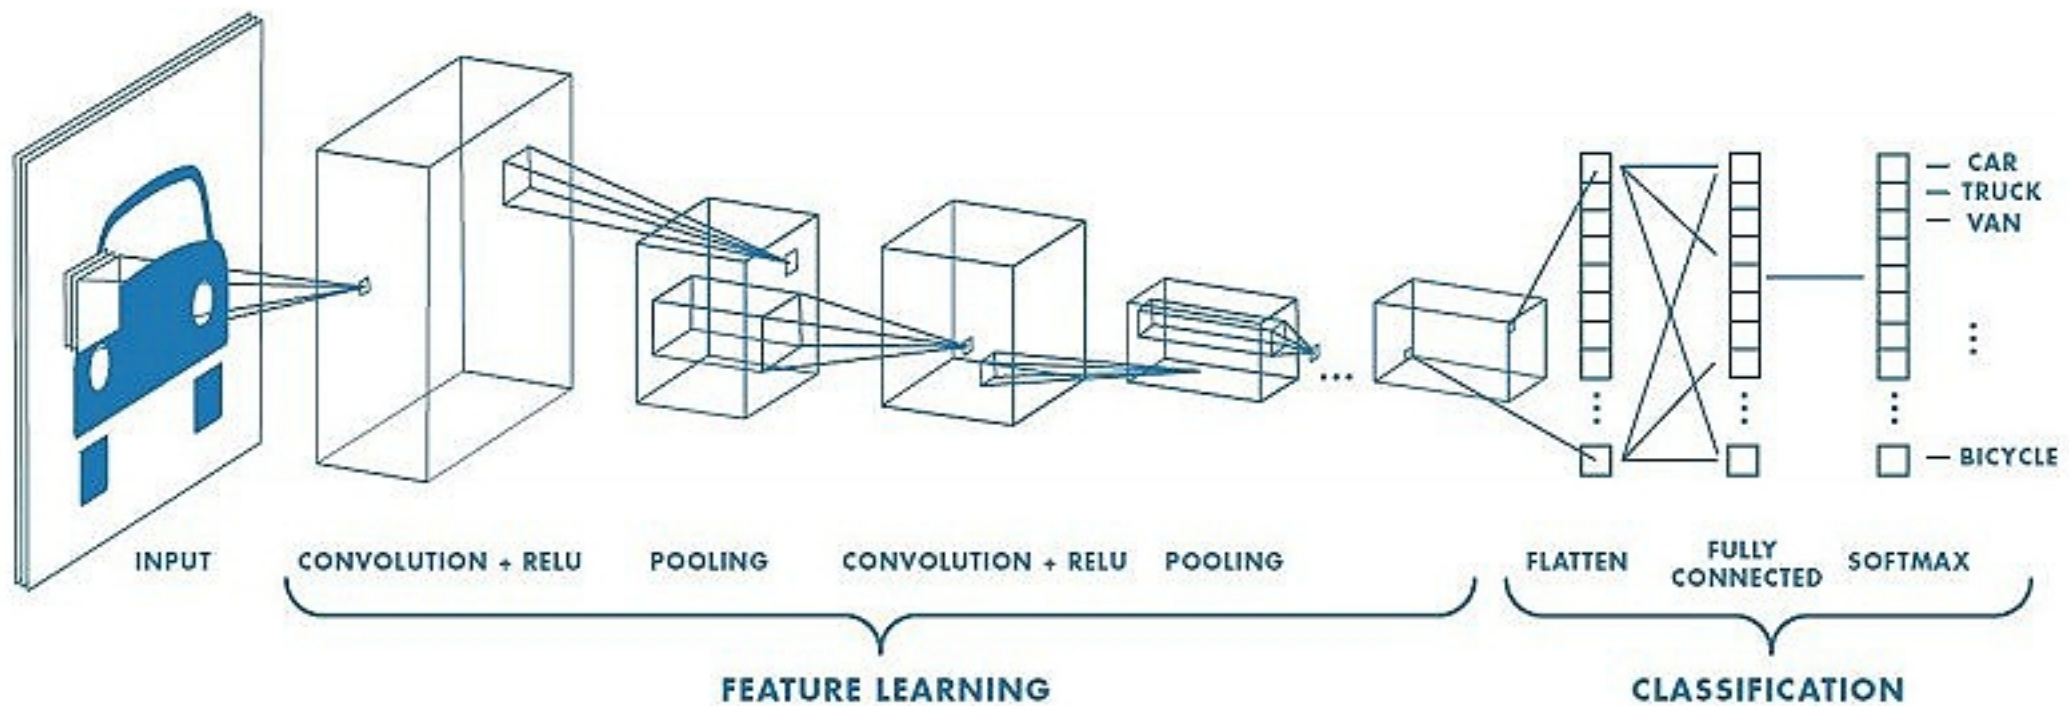 CAR
TRUCK
VAN
BICYCLE
INPUT
CONVOLUTION + RELU
POOLING
CONVOLUTION + RELU
POOLING
FLATTEN
FULLY
CONNECTED
SOFTMAX
FEATURE LEARNING
CLASSIFICATION